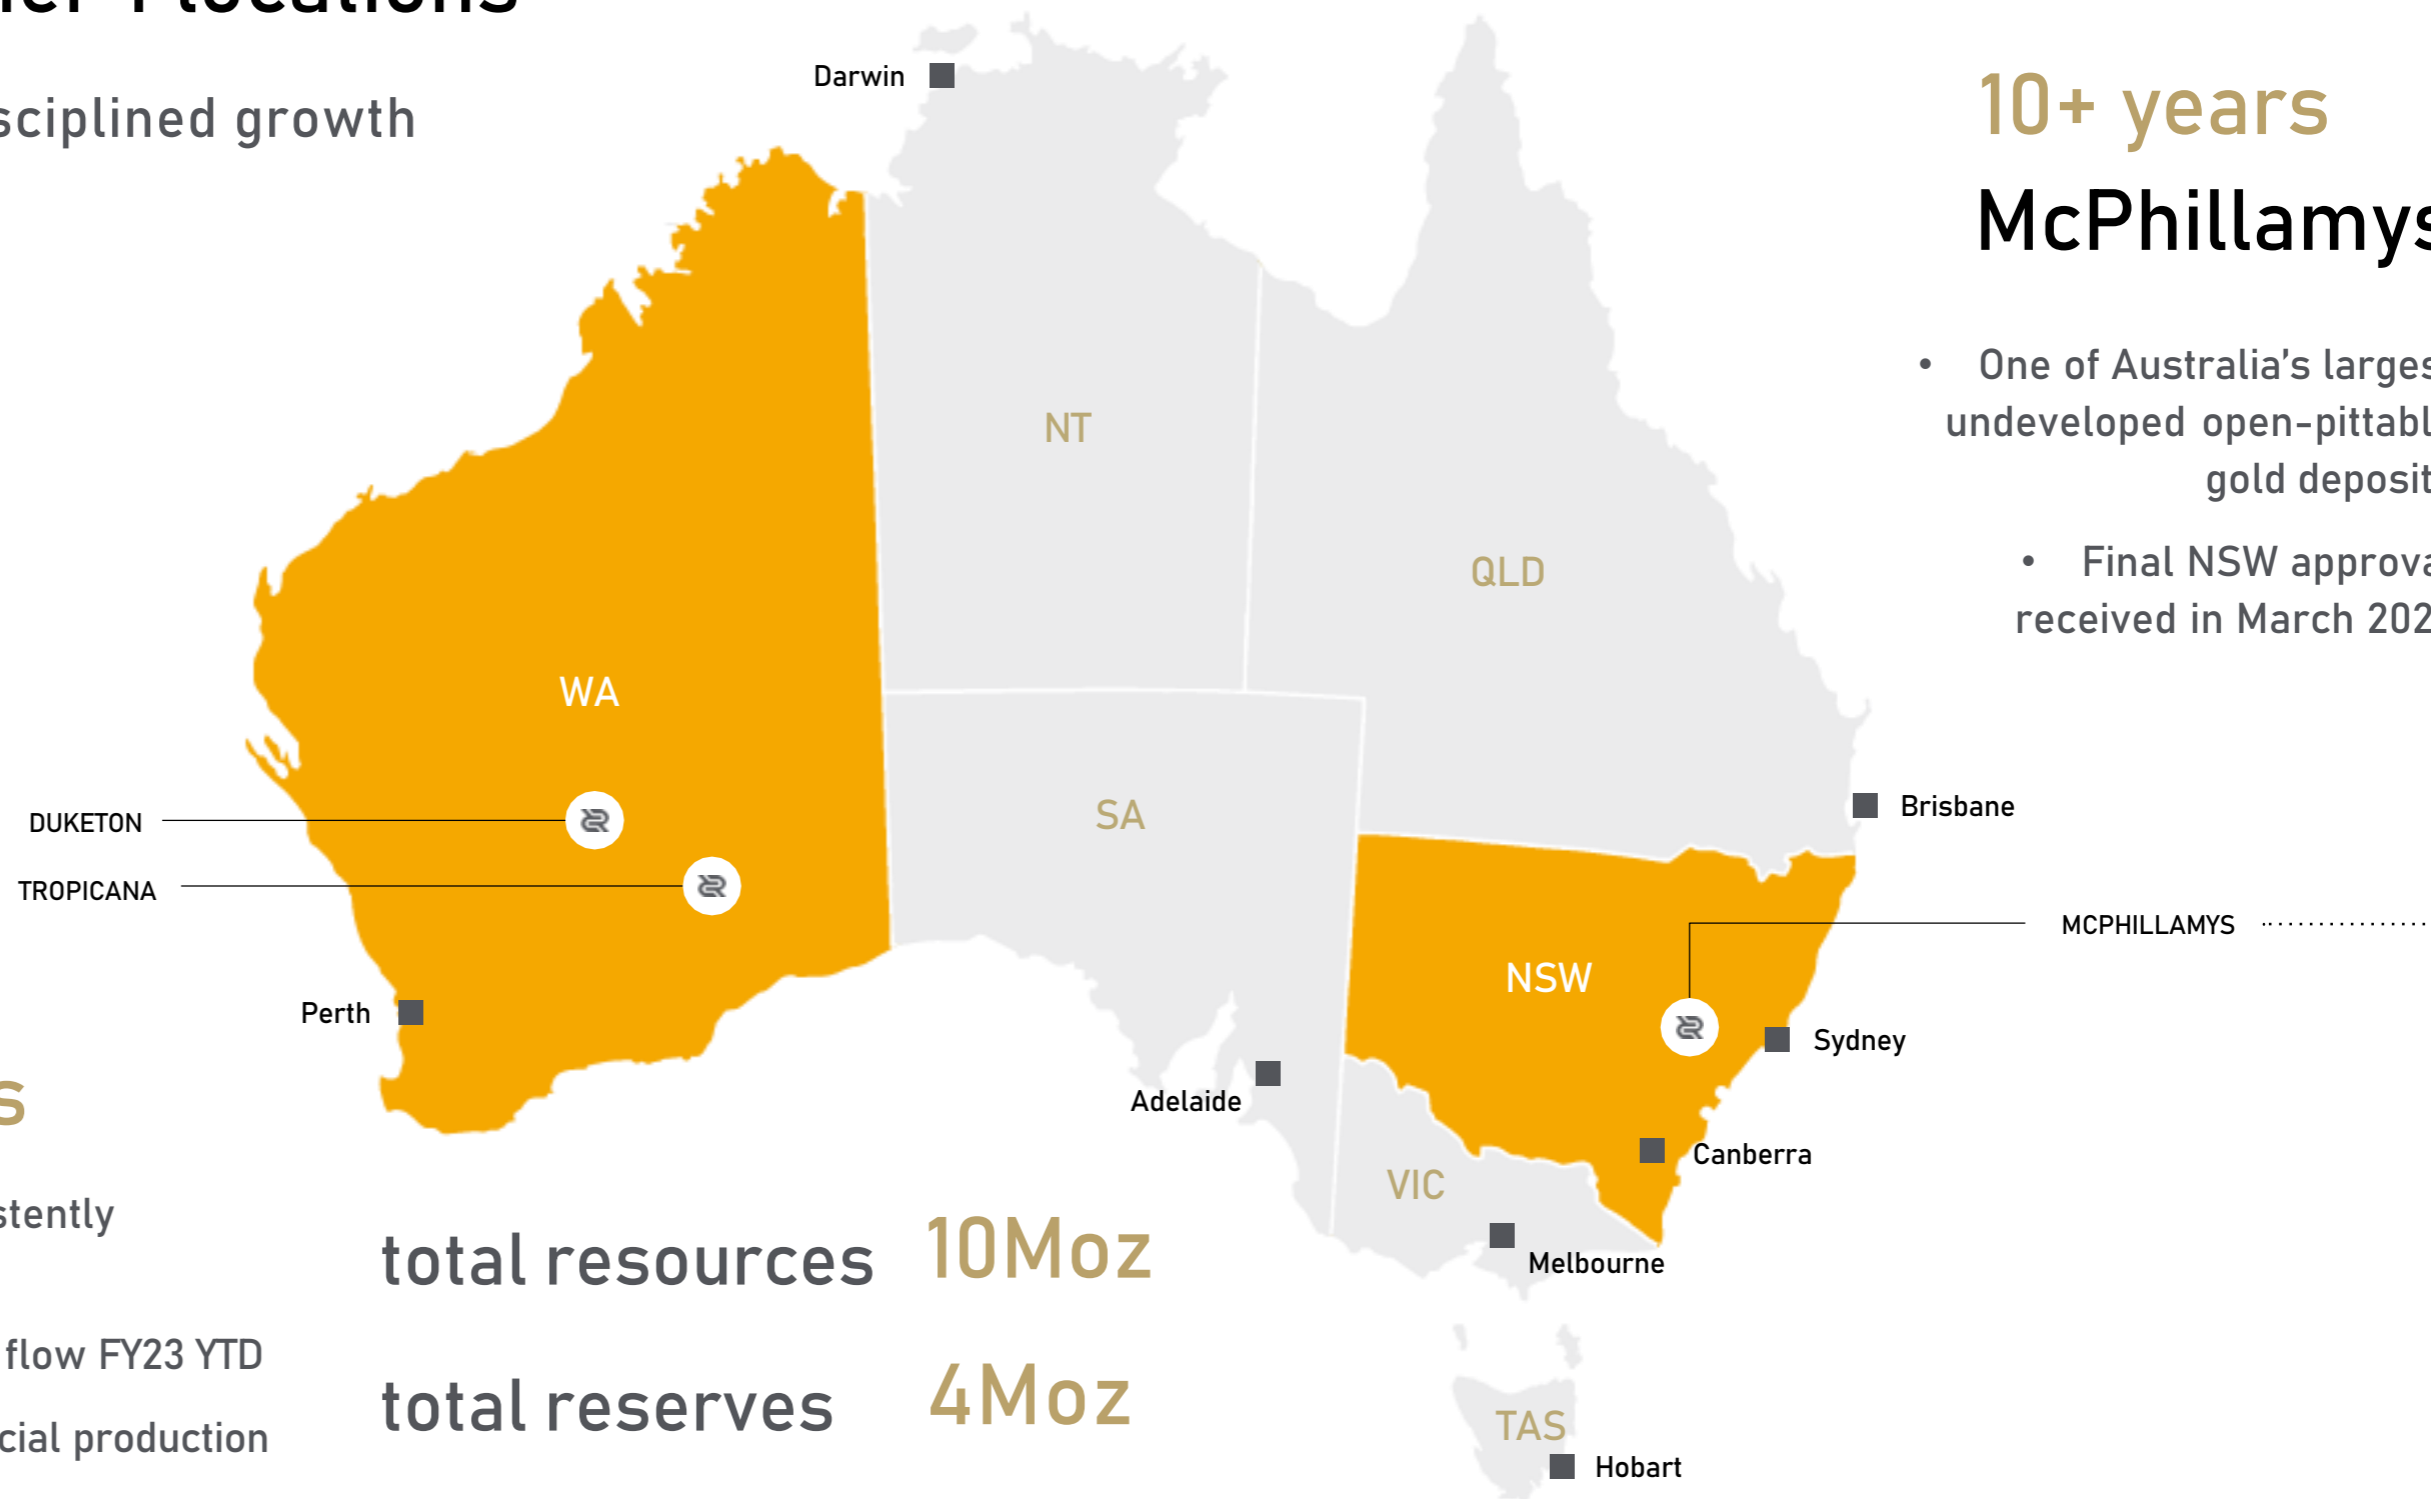 locations
disciplined growth
Darwin
10+ years
McPhillamys
• One of Australia's larges
undeveloped open-pittabl
gold deposit
• Final NSW approva
received in March 202
NT
QLD
WA
SA
DUKETON
TROPICANA
Brisbane
MCPHILLAMYS
NSW
Perth
Sydney
Adelaide
Canberra
s
stently
VIC
total resources 10Moz
Melbourne
flow FY23 YTD
total reserves 4Moz
cial production
TAS
Hobart